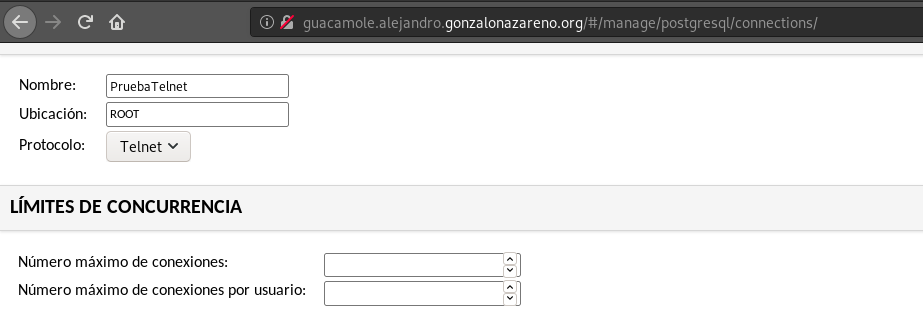 guacamole.alejandro.gonzalonazareno.org/#/manage/postgresql/connections/
Nombre: PruebaTelnet
Ubicación: ROOT
Protocolo: Telnet
LÍMITES DE CONCURRENCIA
Número máximo de conexiones:
Número máximo de conexiones por usuario: